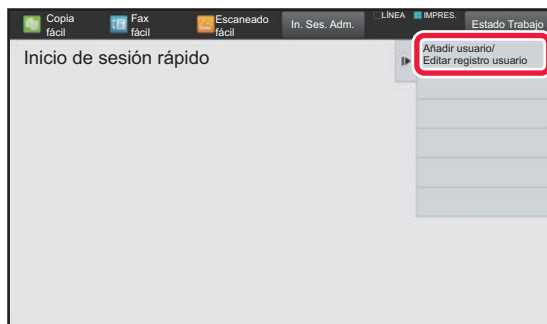 Copia
fácil
Fax
fácil
Escaneado
fácil
In. Ses. Adm.
LÍNEA
IMPRES.
Estado Trabajo
Inicio de sesión rápido
Añadir usuario/
Editar registro usuario